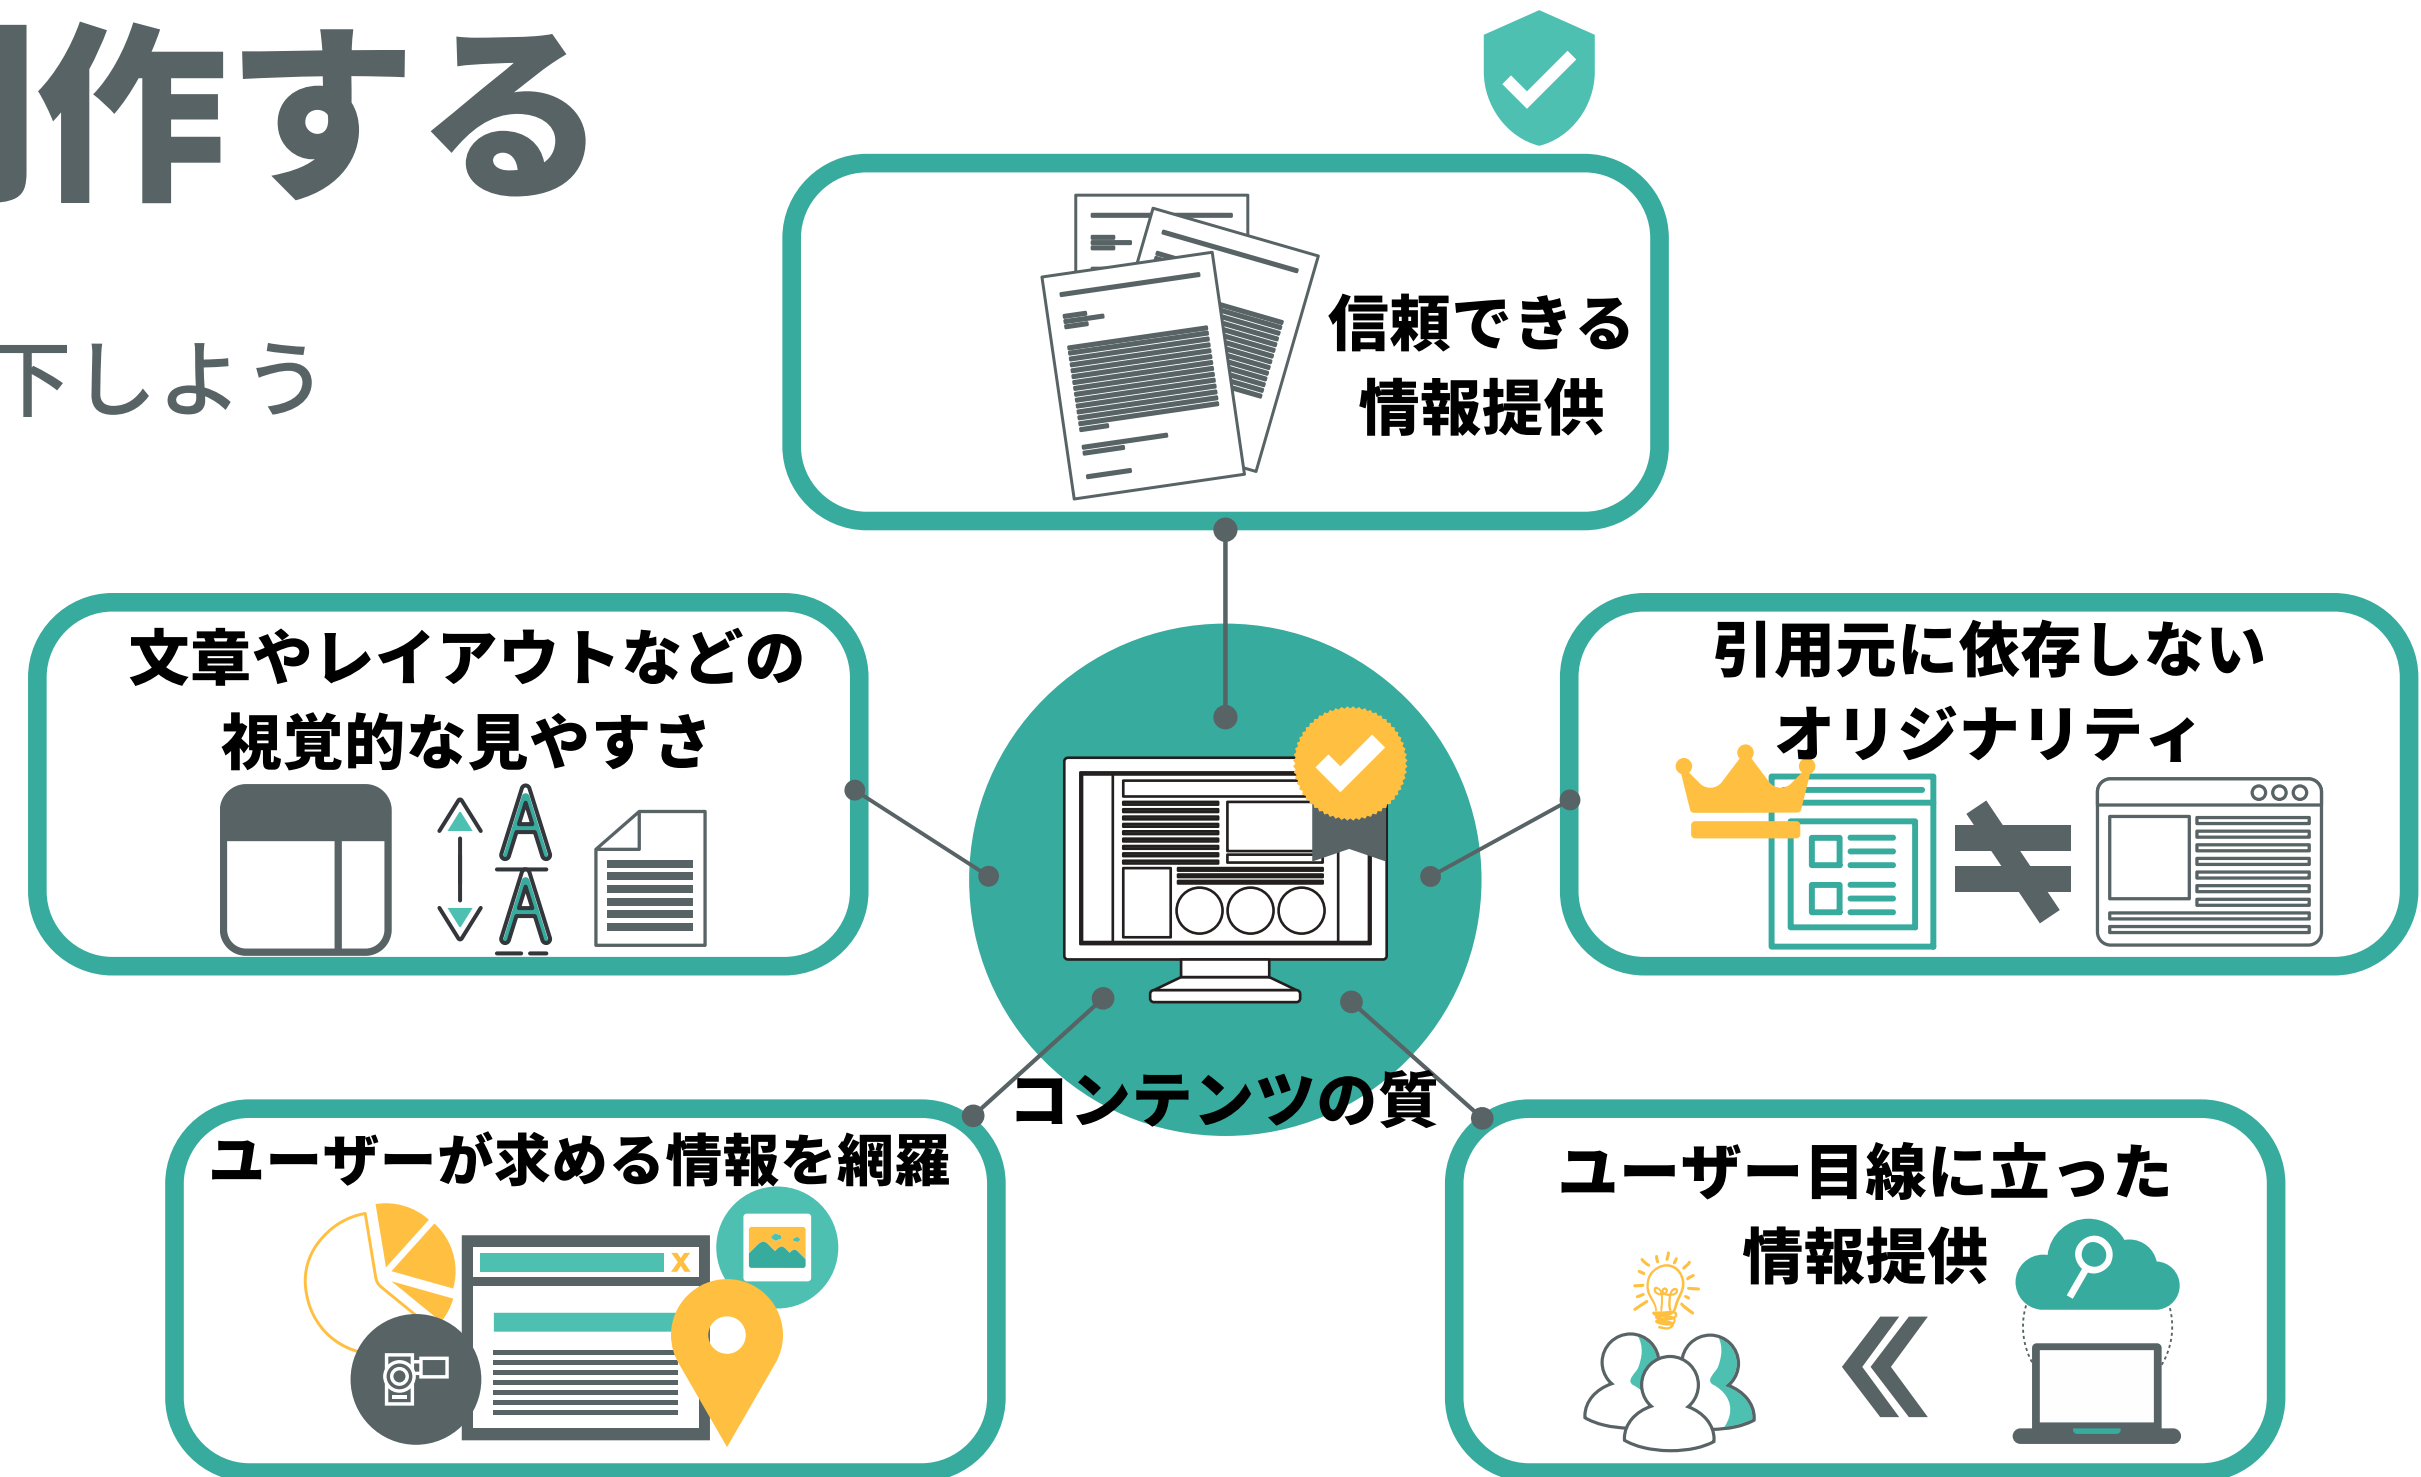 作する
下しよう
信頼できる
情報提供
文章やレイアウトなどの
視覚的な見やすさ
引用元に依存しない
オリジナリティ
コンテンツの質
ユーザーが求める情報を網羅
ユーザー目線に立った
情報提供